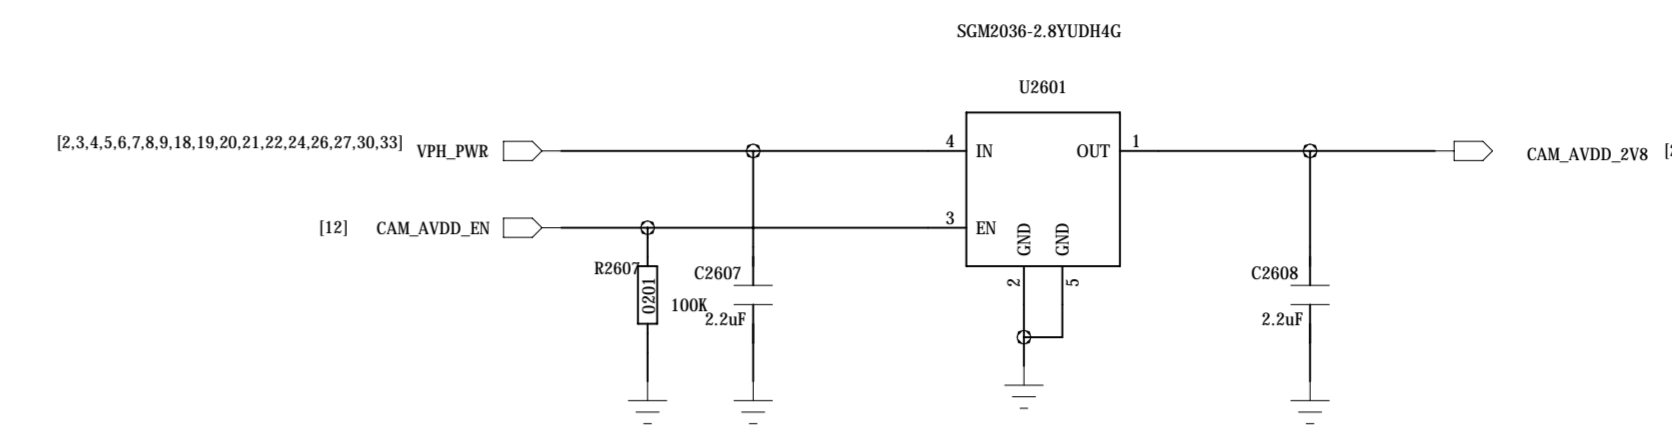 SGM2036-2.8YUDH4G
U2601
[2,3,4,5,6,7,8,9,18,19,20,21,22,24,26,27,30,33] VPH_PWR
4 IN
OUT 1
CAM_AVDD_2V8
[12] CAM_AVDD_EN
3 EN
GND GND
2 5
R2607
0201
100K
C2607
2.2uF
C2608
2.2uF